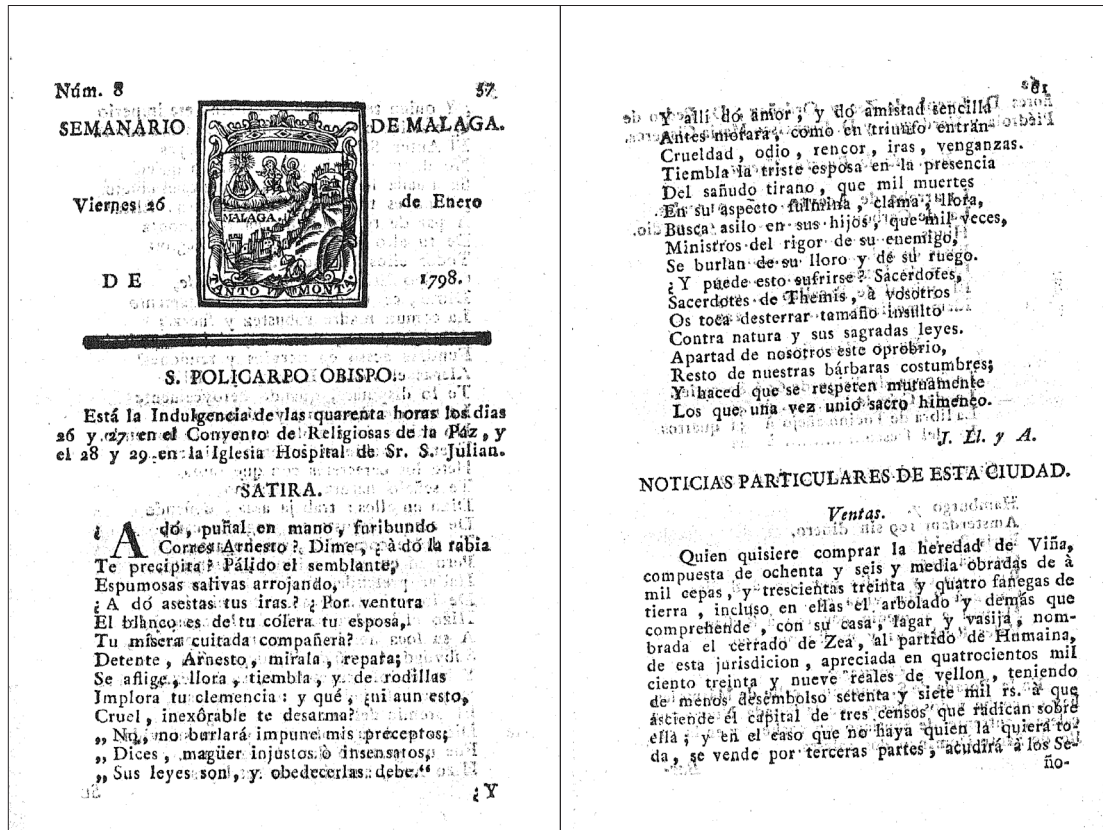 Núm. 8
57
SEMANARIO DE MALAGA.
Viernes 26 de Enero
MALAGA.
TANTO MONTA
DE 1798.
S. POLICARPO OBISPO.
Está la Indulgencia de las quarenta horas los dias
26 y 27 en el Convento de Religiosas de la Paz, y
el 28 y 29 en la Iglesia Hospital de Sr. S. Julian.
SATIRA.
¿A dó, puñal en mano, furibundo
Corres Arnesto? Dime, ¿à dó la rabia
Te precipita? Pálido el semblante,
Espumosas salivas arrojando,
¿A dó asestas tus iras? ¿Por ventura
El blanco es de tu cólera tu esposa,
Tu mísera cuitada compañera?
Detente, Arnesto, mirala, repara;
Se aflige, llora, tiembla, y de rodillas
Implora tu clemencia: y qué, ¿ni aun esto,
Cruel, inexôrable te desarma?
„ No, no burlará impune mis preceptos;
„ Dices, magüer injustos ò insensatos,
„ Sus leyes son, y obedecerlas debe.“
¿Y
61
Y alli dó amor, y dó amistad sencilla
Antes morára, como en triunfo entrán
Crueldad, odio, rencor, iras, venganzas.
Tiembla la triste esposa en la presencia
Del sañudo tirano, que mil muertes
En su aspecto fulmina, clama, llora,
Busca asilo en sus hijos, que mil veces,
Ministros del rigor de su enemigo,
Se burlan de su lloro y de su ruego.
¿Y puede esto sufrirse? Sacerdotes,
Sacerdotes de Themis, à vosotros
Os toca desterrar tamaño insulto
Contra natura y sus sagradas leyes.
Apartad de nosotros este oprobrio,
Resto de nuestras bárbaras costumbres;
Y haced que se respeten mutuamente
Los que una vez unió sacro himeneo.
J. El. y A.
NOTICIAS PARTICULARES DE ESTA CIUDAD.
Ventas.
Quien quisiere comprar la heredad de Viña,
compuesta de ochenta y seis y media obradas de à
mil cepas, y trescientas treinta y quatro fanegas de
tierra, incluso en ellas el arbolado y demás que
comprehende, con su casa, lagar y vasija, nom-
brada el cerrado de Zea, al partido de Humaina,
de esta jurisdicion, apreciada en quatrocientos mil
ciento treinta y nueve reales de vellon, teniendo
de menos desembolso setenta y siete mil rs. à que
asciende el capital de tres censos que radican sobre
ella; y en el caso que no haya quien la quiera to-
da, se vende por terceras partes, acudirá à los Se-
ño-